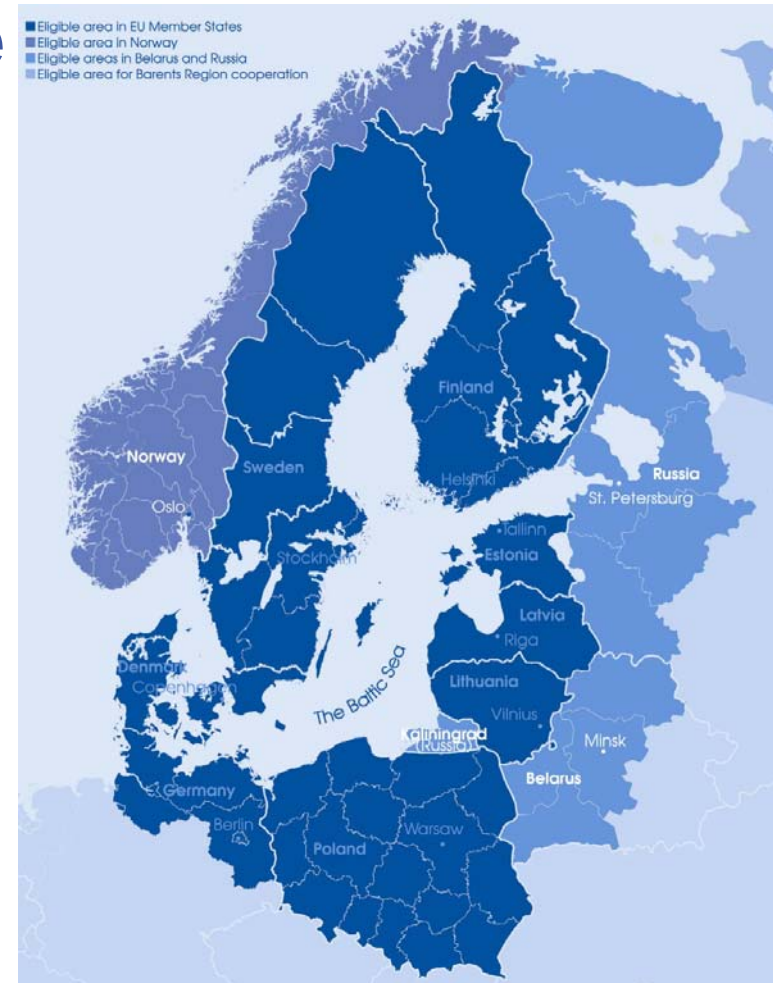 e
Eligible area in EU Member States
Eligible area in Norway
Eligible areas in Belarus and Russia
Eligible area for Barents Region cooperation
Finland
Norway
Sweden
Helsinki
Russia
Oslo
St. Petersburg
Tallinn
Stockholm
Estonia
Latvia
Riga
Denmark
Copenhagen
The Baltic Sea
Lithuania
Vilnius
Kaliningrad
(Russia)
Minsk
Belarus
Germany
Berlin
Poland
Warsaw